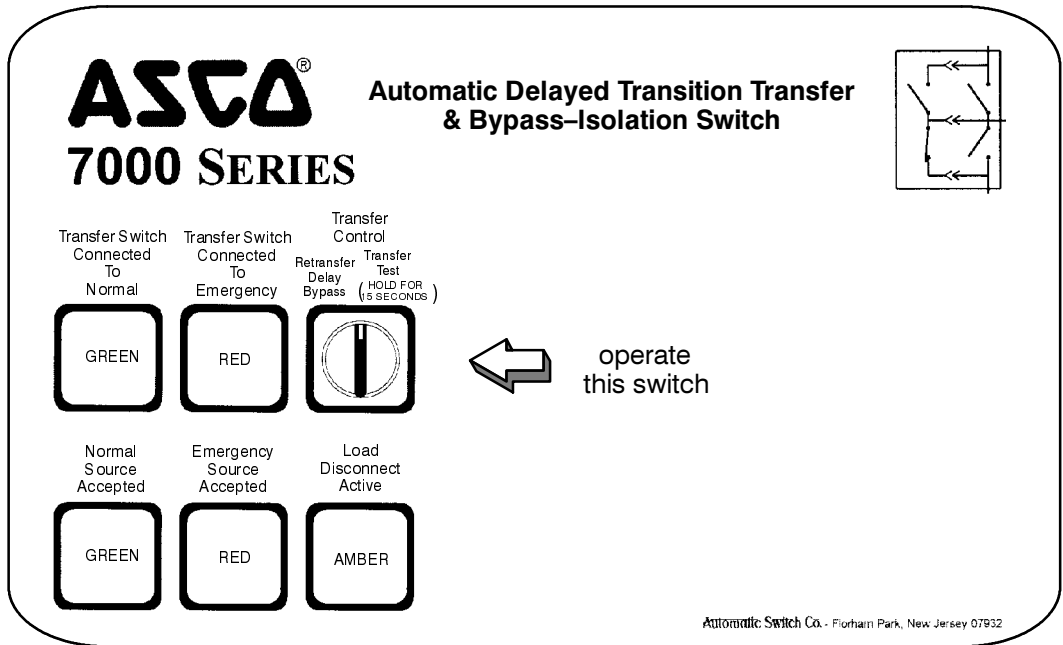 ASCO®
7000 SERIES
Automatic Delayed Transition Transfer
& Bypass–Isolation Switch
Transfer Switch
Connected
To
Normal
Transfer Switch
Connected
To
Emergency
Transfer
Control
Retransfer
Delay
Bypass
Transfer
Test
(HOLD FOR
15 SECONDS)
GREEN
RED
operate
this switch
Normal
Source
Accepted
Emergency
Source
Accepted
Load
Disconnect
Active
GREEN
RED
AMBER
Automatic Switch Co. - Florham Park, New Jersey 07932